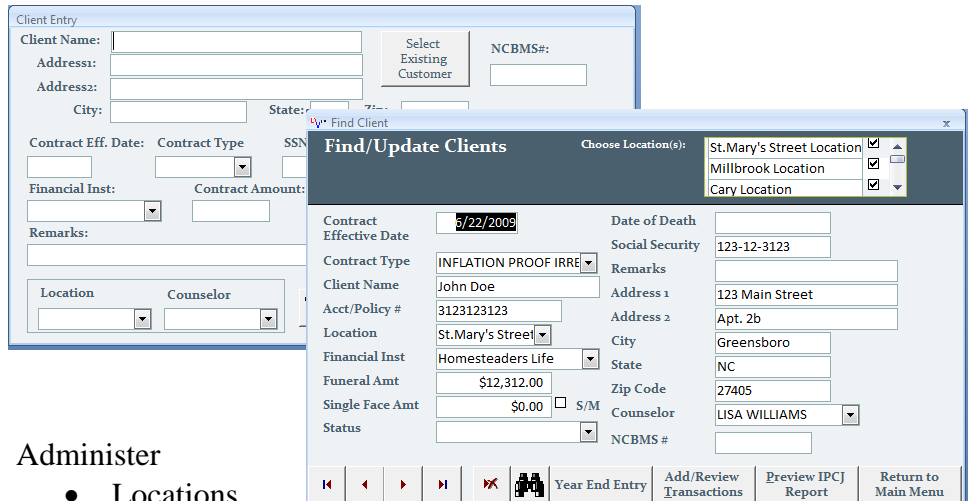 Client Entry
Client Name:
Select
Existing
Customer
NCBMS#:
Address1:
Address2:
City:
State:
Contract Eff. Date: Contract Type SSN
Financial Inst: Contract Amount:
Remarks:
Location Counselor
Find Client
x
Find/Update Clients
Choose Location(s):
St.Mary's Street Location
Millbrook Location
Cary Location
Contract
Effective Date
6/22/2009
Contract Type INFLATION PROOF IRRE
Client Name John Doe
Acct/Policy # 3123123123
Location St.Mary's Street
Financial Inst Homesteaders Life
Funeral Amt $12,312.00
Single Face Amt $0.00 S/M
Status
Date of Death
Social Security 123-12-3123
Remarks
Address 1 123 Main Street
Address 2 Apt. 2b
City Greensboro
State NC
Zip Code 27405
Counselor LISA WILLIAMS
NCBMS #
Year End Entry
Add/Review
Transactions
Preview IPCJ
Report
Return to
Main Menu
Administer
• Locations